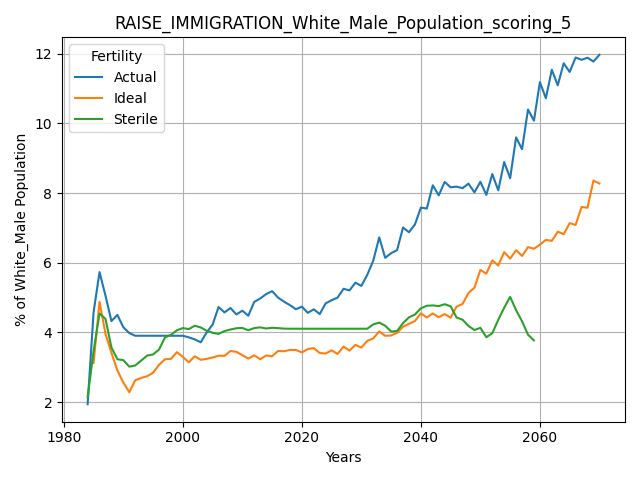 RAISE_IMMIGRATION_White_Male_Population_scoring_5
Fertility
Actual
Ideal
Sterile
% of White_Male Population
12
10
8
6
4
2
1980
2000
2020
2040
2060
Years